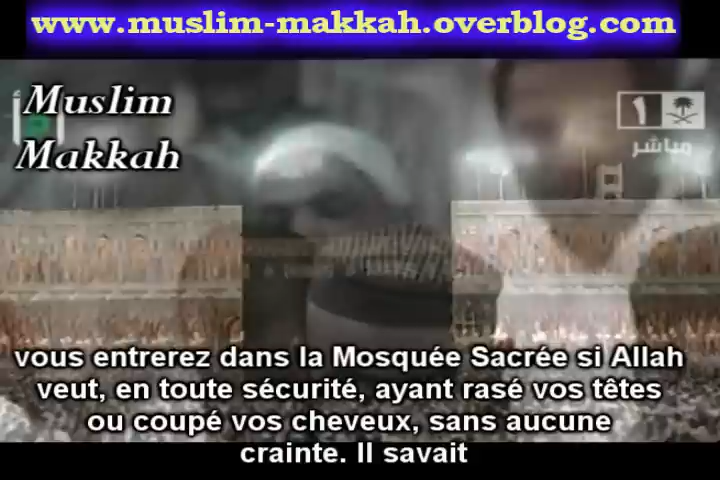 www.muslim-makkah.overblog.com
Muslim
Makkah
١
مباشر
vous entrerez dans la Mosquée Sacrée si Allah
veut, en toute sécurité, ayant rasé vos têtes
ou coupé vos cheveux, sans aucune
crainte. Il savait